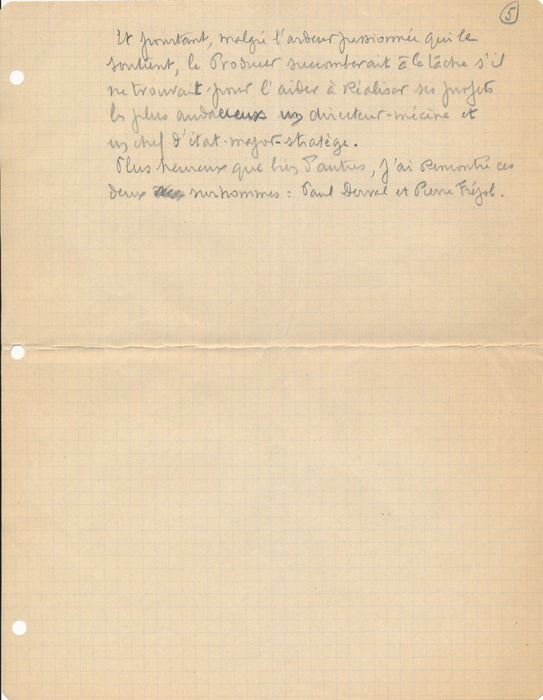 5
Et pourtant, malgré l'ardeur passionnée qui le
soutient, le Producer succomberait à la tâche s'il
ne trouvait pour l'aider à Réaliser ses projets
les plus audacieux un directeur-mécène et
un chef d'état-major-stratège.
Plus heureux que bien d'autres, j'ai Rencontré ces
deux surhommes : Paul Derval et Pierre Fréjol.